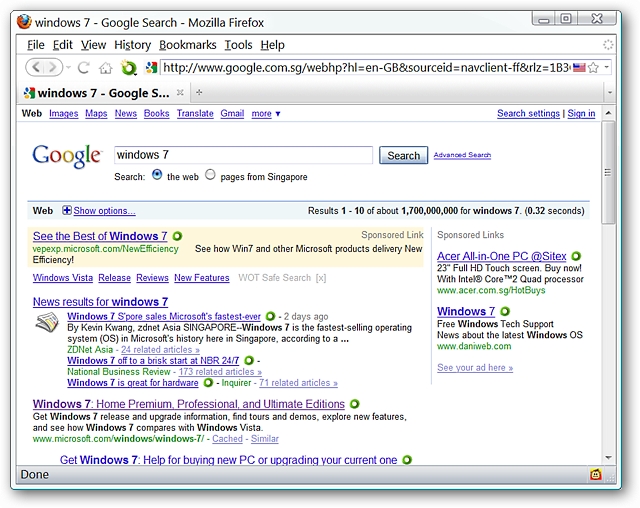 windows 7 - Google Search - Mozilla Firefox
File Edit View History Bookmarks Tools Help
http://www.google.com.sg/webhp?hl=en-GB&sourceid=navclient-ff&rlz=1B3
windows 7 - Google S...
Web Images Maps News Books Translate Gmail more ▼ Search settings | Sign in
Google windows 7 Search Advanced Search
Search: the web pages from Singapore
Web Show options... Results 1 - 10 of about 1,700,000,000 for windows 7. (0.32 seconds)
See the Best of Windows 7 Sponsored Link
vepexp.microsoft.com/NewEfficiency See how Win7 and other Microsoft products delivery New
Efficiency!
Windows Vista Release Reviews New Features WOT Safe Search [x]
News results for windows 7
Windows 7 S'pore sales Microsoft's fastest-ever - 2 days ago
By Kevin Kwang, zdnet Asia SINGAPORE--Windows 7 is the fastest-selling operating
system (OS) in Microsoft's history here in Singapore, according to a ...
ZDNet Asia - 24 related articles »
Windows 7 off to a brisk start at NBR 24/7 -
National Business Review - 173 related articles »
Windows 7 is great for hardware - Inquirer - 71 related articles »
Windows 7: Home Premium, Professional, and Ultimate Editions
Get Windows 7 release and upgrade information, find tours and demos, explore new features,
and see how Windows 7 compares with Windows Vista.
www.microsoft.com/windows/windows-7/ - Cached - Similar
Get Windows 7: Help for buying new PC or upgrading your current one
Sponsored Links
Acer All-in-One PC @Sitex
23" Full HD Touch screen. Buy now!
With Intel® Core™2 Quad processor
www.acer.com.sg/HotBuys
Windows 7
Free Windows Tech Support
News about the latest Windows OS
www.daniweb.com
See your ad here »
Done